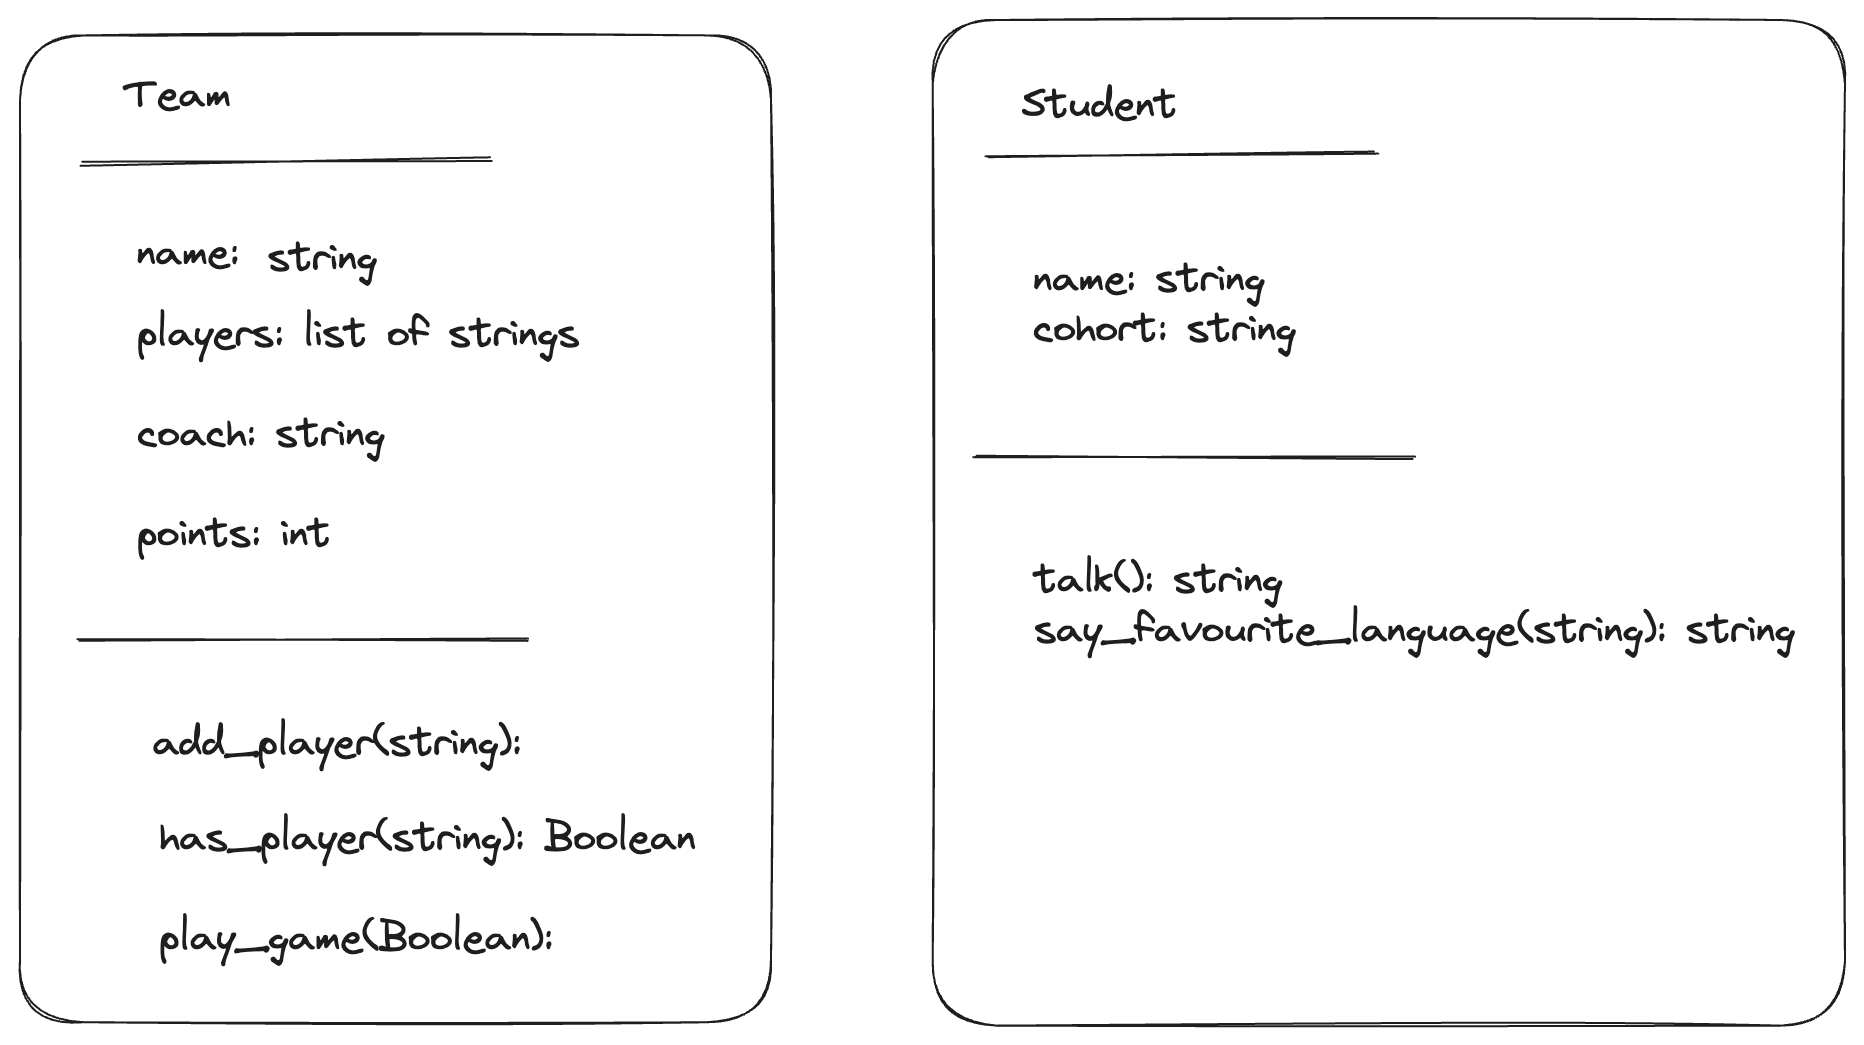 Team
name: string
players: list of strings
coach: string
points: int
add_player(string):
has_player(string): Boolean
play_game(Boolean):
Student
name: string
cohort: string
talk(): string
say_favourite_language(string): string